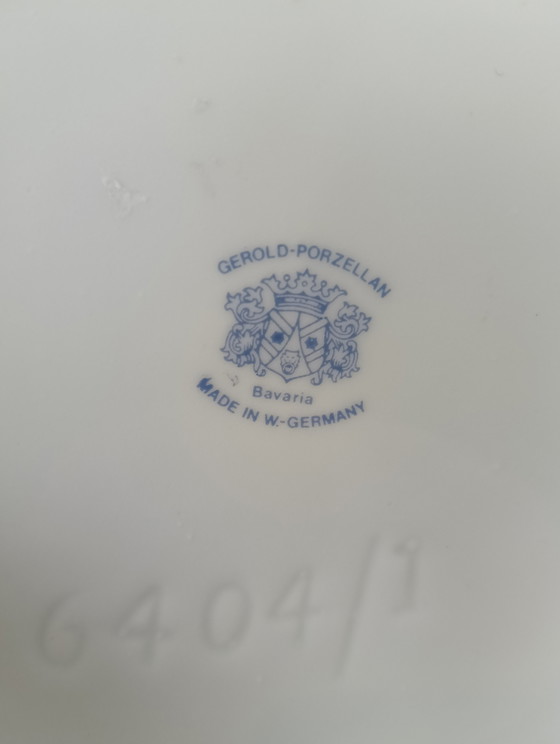 GEROLD-PORZELLAN
Bavaria
MADE IN W.-GERMANY
6404/1